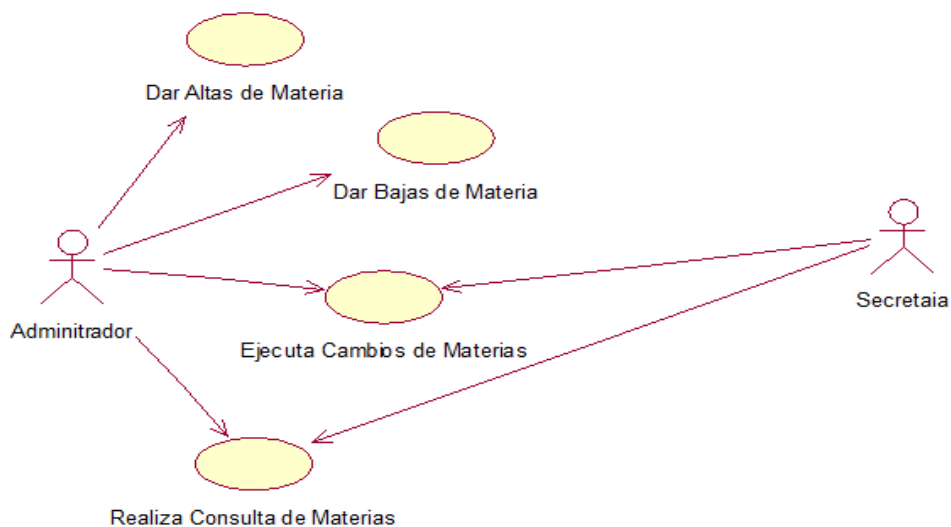 Dar Altas de Materia
Dar Bajas de Materia
Secretaia
Adminitrador
Ejecuta Cambios de Materias
Realiza Consulta de Materias